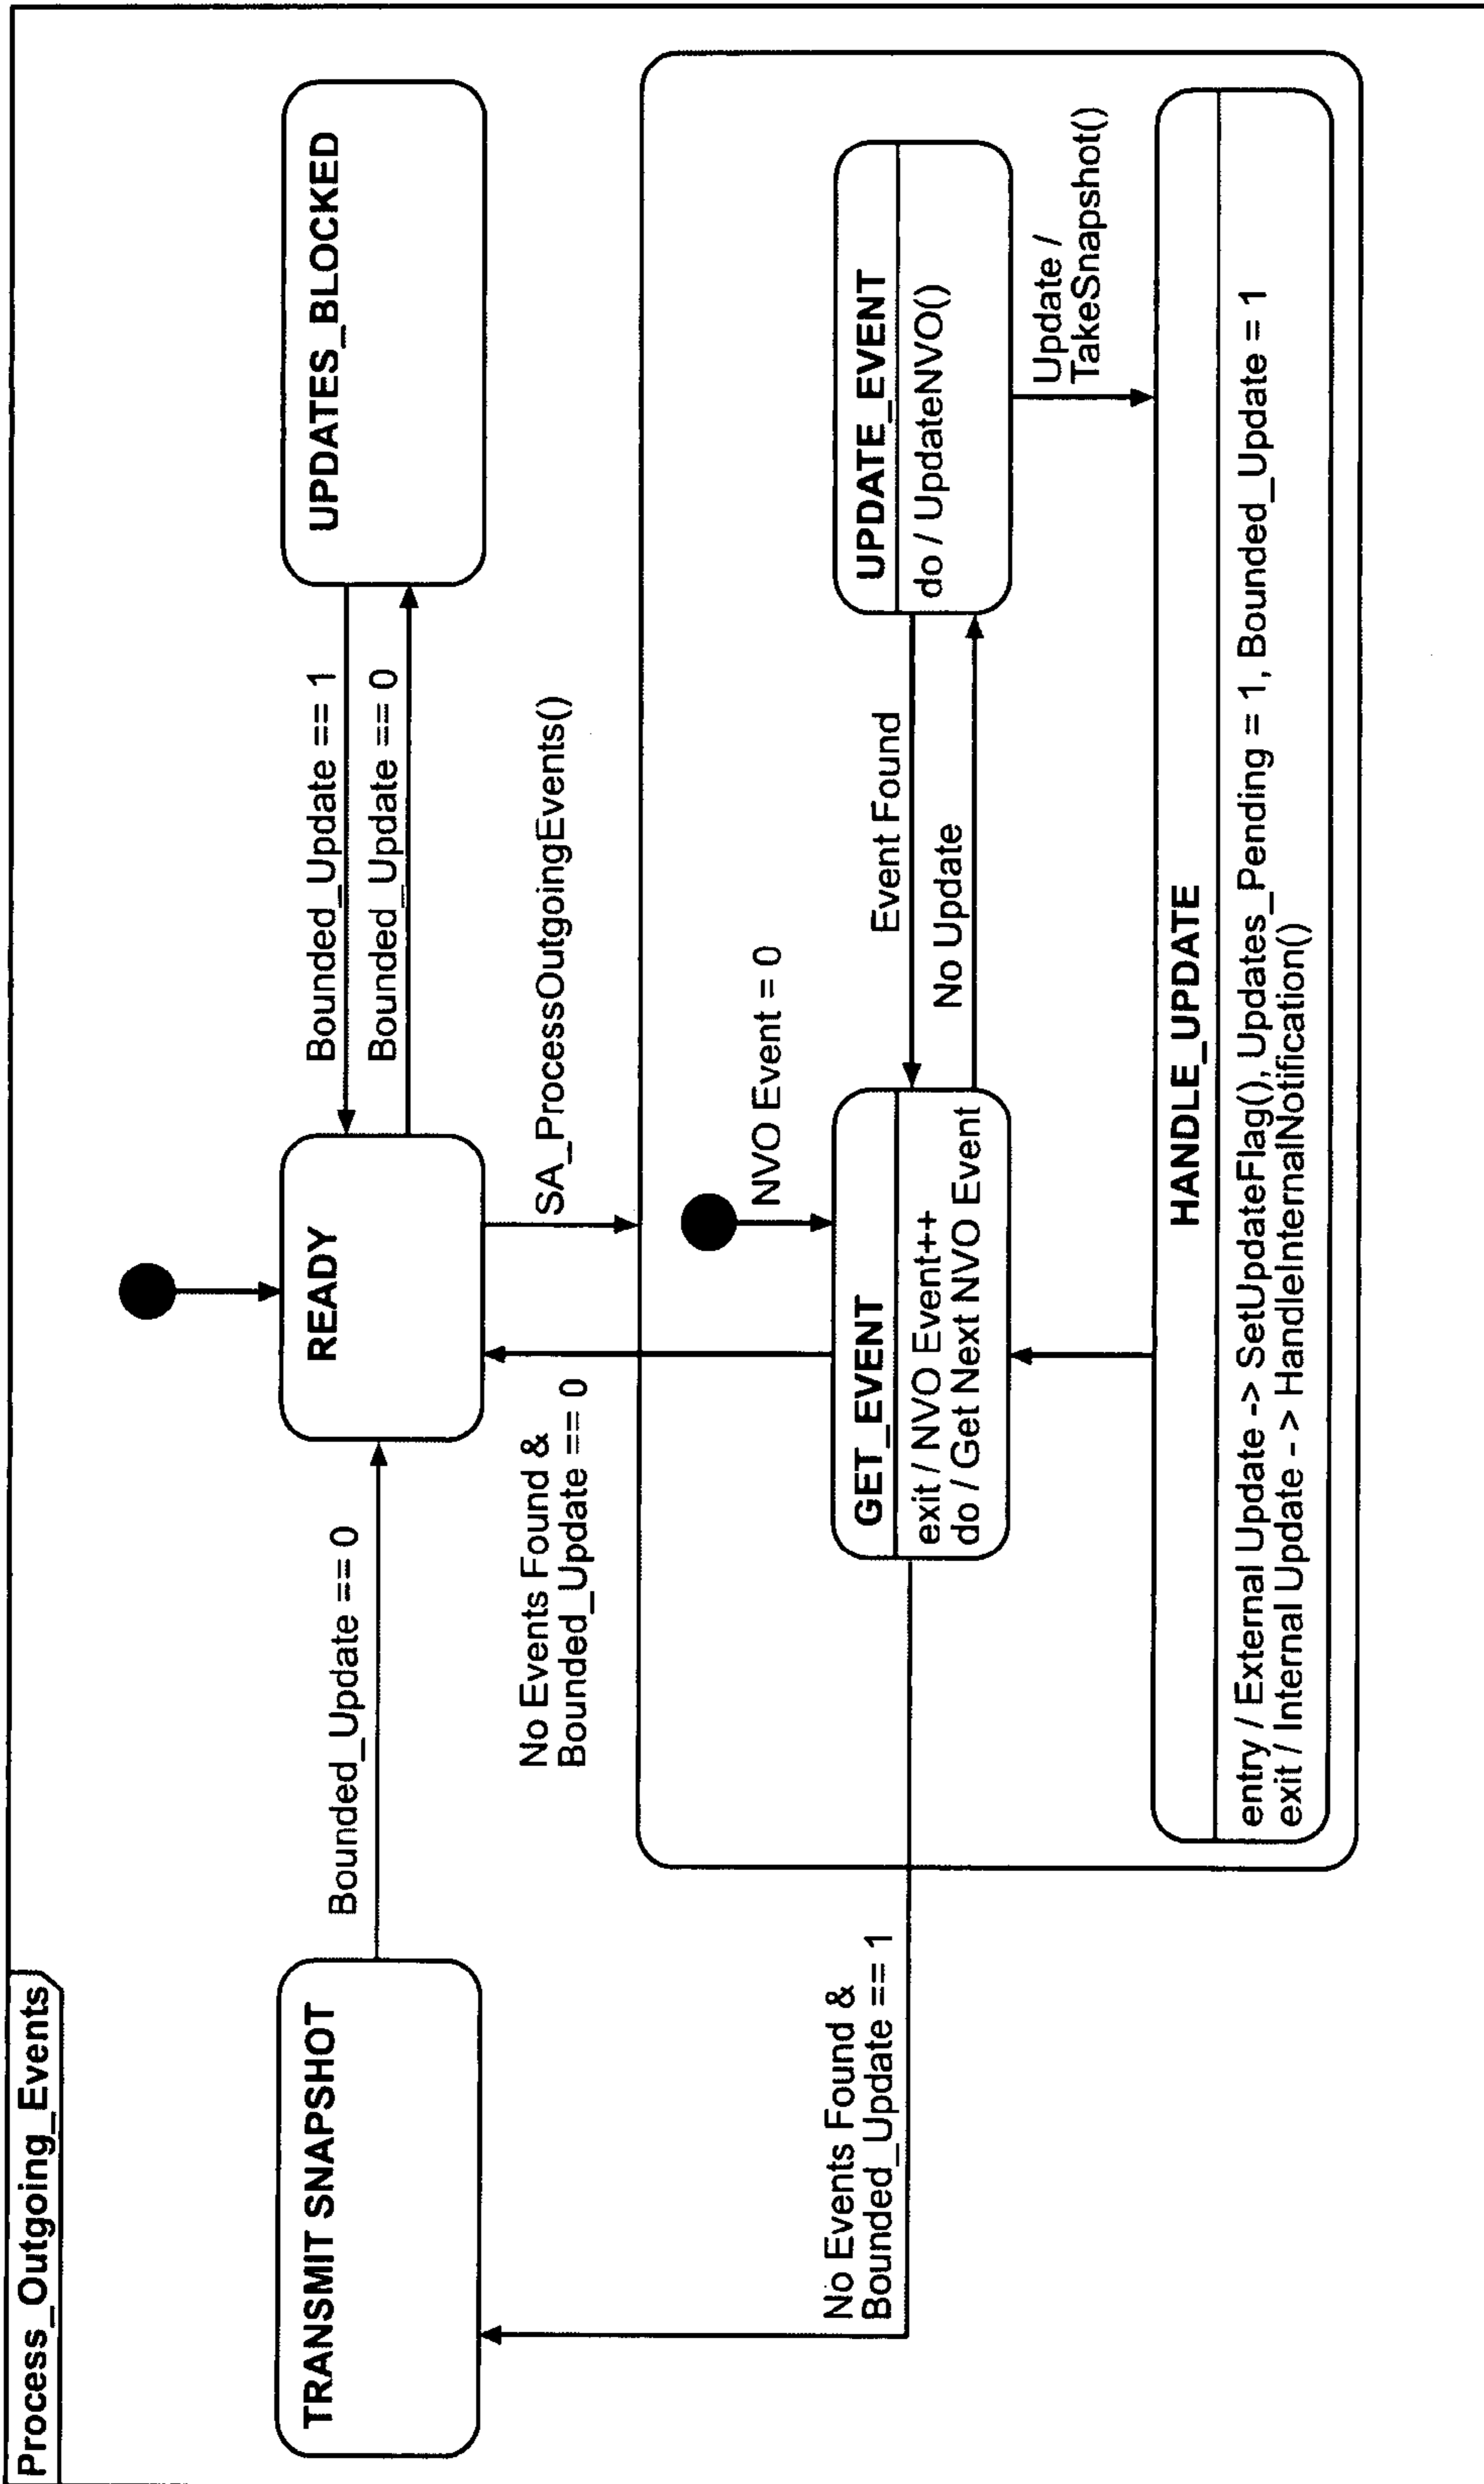 Process_Outgoing_Events
TRANSMIT SNAPSHOT
Bounded_Update == 0
READY
Bounded_Update == 1
Bounded_Update == 0
UPDATES_BLOCKED
No Events Found &
Bounded_Update == 0
SA_ProcessOutgoingEvents()
NVO Event = 0
No Events Found &
Bounded_Update == 1
GET_EVENT
exit / NVO Event++
do / Get Next NVO Event
Event Found
No Update
UPDATE_EVENT
do / UpdateNVO()
Update /
TakeSnapshot()
HANDLE_UPDATE
entry / External Update -> SetUpdateFlag(), Updates_Pending = 1, Bounded_Update = 1
exit / Internal Update - > HandleInternalNotification()